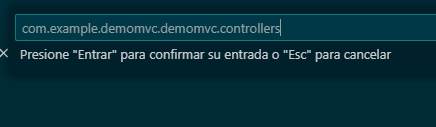 com.example.demomvc.demomvc.controllers
Presione "Entrar" para confirmar su entrada o "Esc" para cancelar